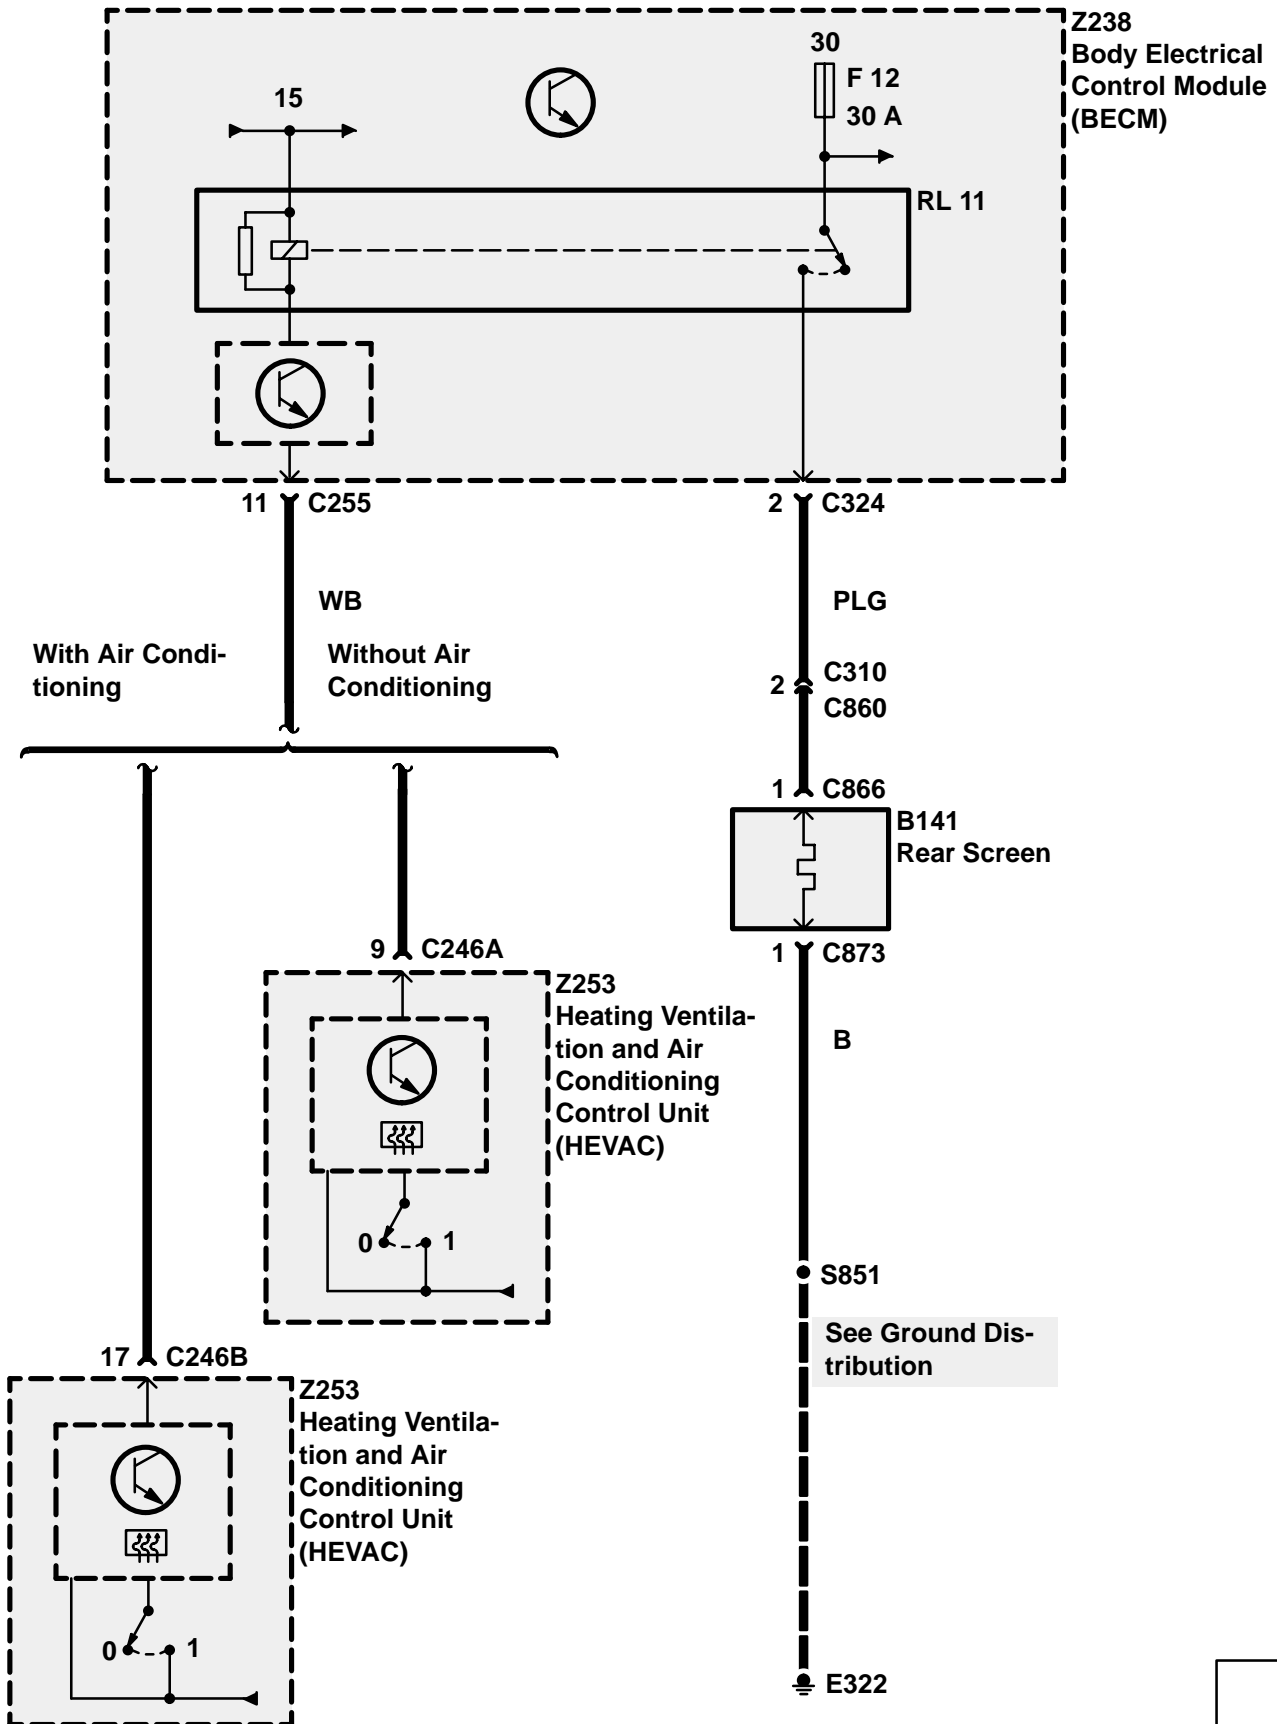 Z238
Body Electrical
Control Module
(BECM)
30
F 12
30 A
15
RL 11
11 C255
2 C324
WB
PLG
With Air Condi-
tioning
Without Air
Conditioning
2
C310
C860
1 C866
B141
Rear Screen
1 C873
9 C246A
Z253
Heating Ventila-
tion and Air
Conditioning
Control Unit
(HEVAC)
B
0 1
S851
See Ground Dis-
tribution
17 C246B
Z253
Heating Ventila-
tion and Air
Conditioning
Control Unit
(HEVAC)
0 1
E322